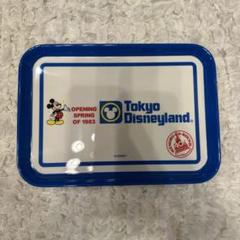 OPENING
SPRING
OF 1983
Tokyo
Disneyland®